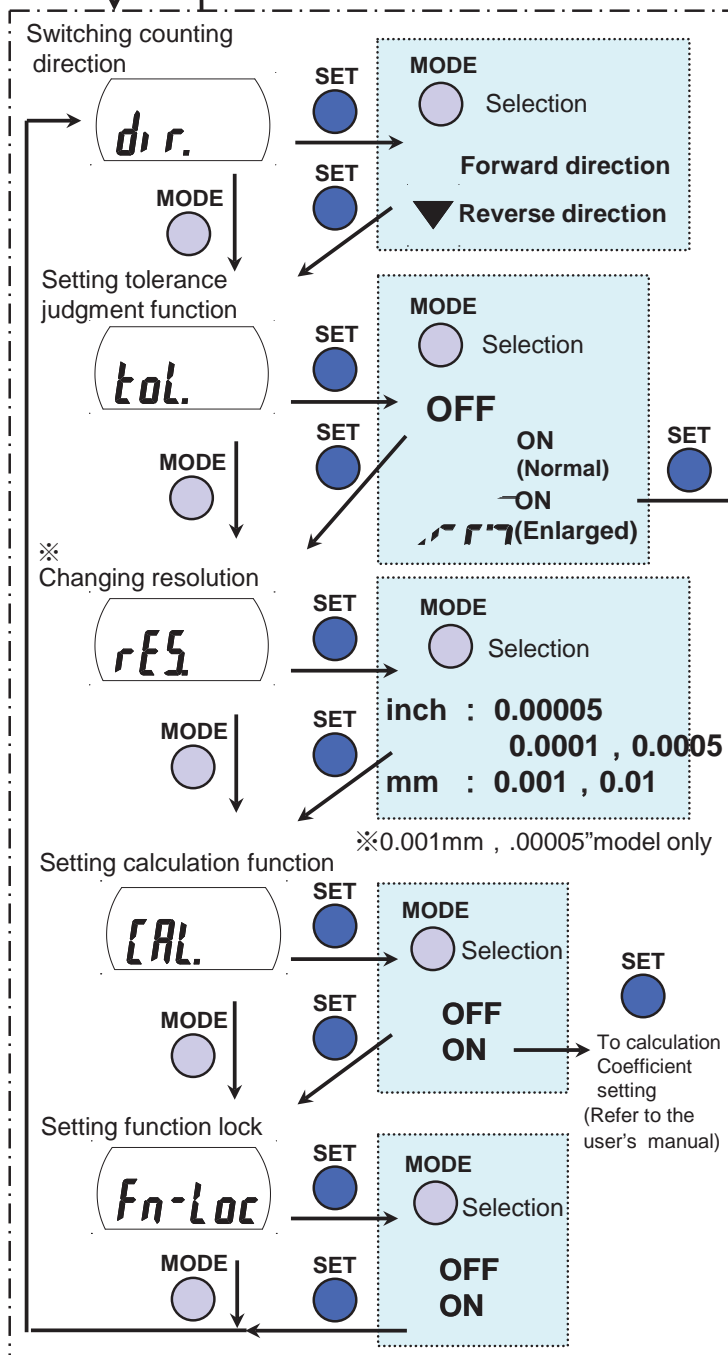 Switching counting
direction
dir.
SET
MODE
Selection
Forward direction
Reverse direction
MODE
SET
Setting tolerance
judgment function
tol.
SET
MODE
Selection
OFF
ON
(Normal)
ON
(Enlarged)
SET
MODE
SET
※
Changing resolution
rES.
SET
MODE
Selection
inch : 0.00005
0.0001 , 0.0005
mm : 0.001 , 0.01
MODE
SET
※0.001mm , .00005”model only
Setting calculation function
CAL.
SET
MODE
Selection
OFF
ON
SET
To calculation
Coefficient
setting
(Refer to the
user's manual)
MODE
SET
Setting function lock
Fn-Loc
SET
MODE
Selection
OFF
ON
MODE
SET